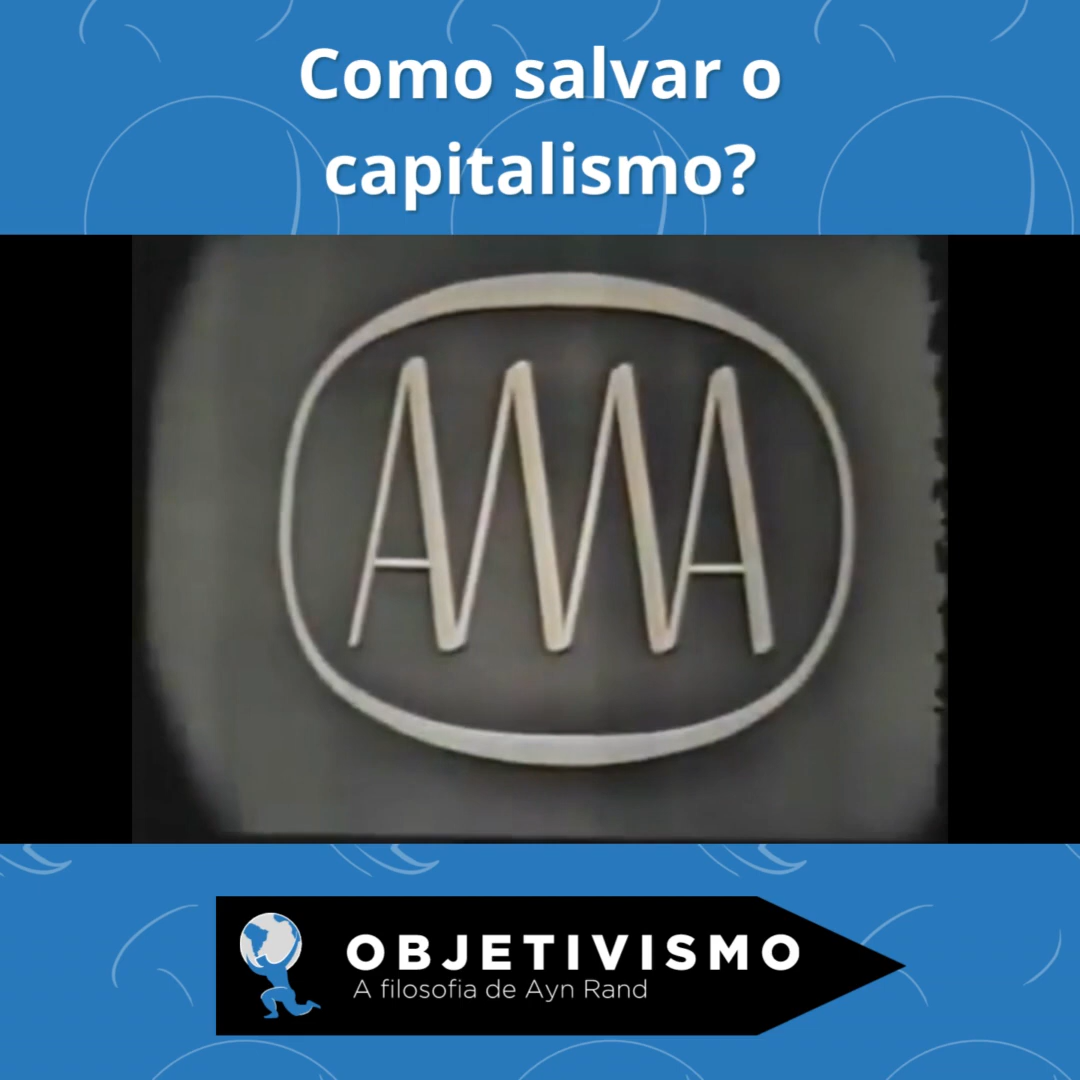 Como salvar o
capitalismo?
AMA
OBJETIVISMO
A filosofia de Ayn Rand